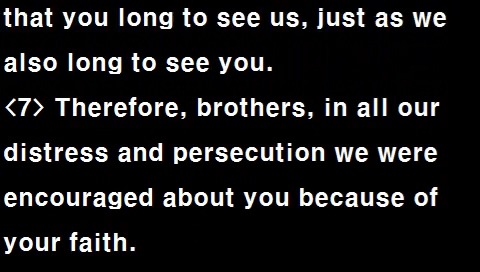 that you long to see us, just as we
also long to see you.
<7> Therefore, brothers, in all our
distress and persecution we were
encouraged about you because of
your faith.